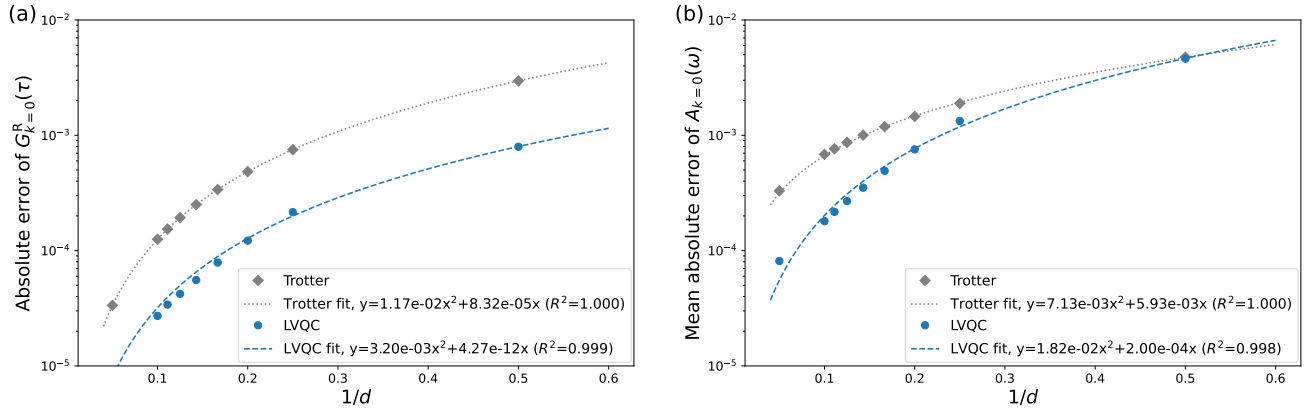 (a)
Absolute error of G^R_{k=0}(τ)
10⁻²
10⁻³
10⁻⁴
10⁻⁵
0.1 0.2 0.3 0.4 0.5 0.6
1/d
Trotter
Trotter fit, y=1.17e-02x²+8.32e-05x (R²=1.000)
LVQC
LVQC fit, y=3.20e-03x²+4.27e-12x (R²=0.999)
(b)
Mean absolute error of A_{k=0}(ω)
10⁻²
10⁻³
10⁻⁴
10⁻⁵
0.1 0.2 0.3 0.4 0.5 0.6
1/d
Trotter
Trotter fit, y=7.13e-03x²+5.93e-03x (R²=1.000)
LVQC
LVQC fit, y=1.82e-02x²+2.00e-04x (R²=0.998)